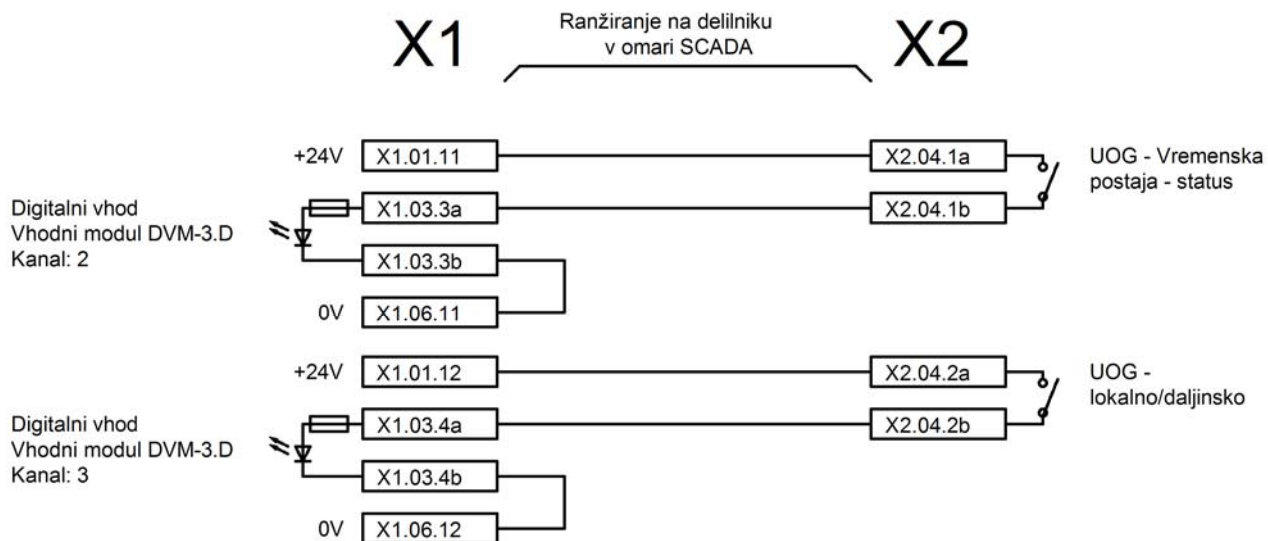 X1
Ranžiranje na delilniku
v omari SCADA
X2
+24V
X1.01.11
X2.04.1a
UOG - Vremenska
postaja - status
Digitalni vhod
Vhodni modul DVM-3.D
Kanal: 2
X1.03.3a
X2.04.1b
X1.03.3b
0V
X1.06.11
+24V
X1.01.12
X2.04.2a
UOG -
lokalno/daljinsko
Digitalni vhod
Vhodni modul DVM-3.D
Kanal: 3
X1.03.4a
X2.04.2b
X1.03.4b
0V
X1.06.12